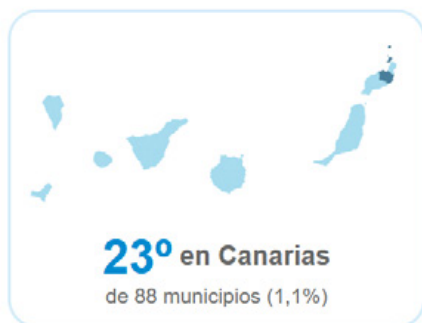 23º en Canarias
de 88 municipios (1,1%)